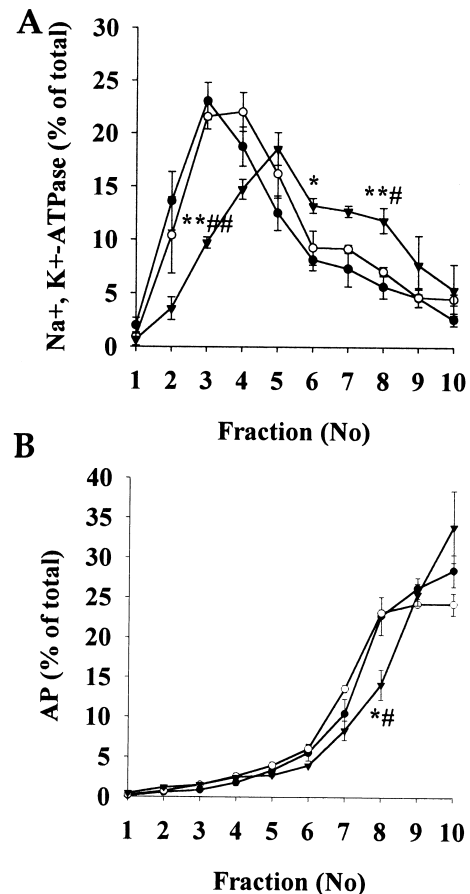 A
Na+, K+-ATPase (% of total)
30
25
20
15
10
5
0
*
**#
**##
1 2 3 4 5 6 7 8 9 10
Fraction (No)
B
AP (% of total)
40
35
30
25
20
15
10
5
0
*#
1 2 3 4 5 6 7 8 9 10
Fraction (No)